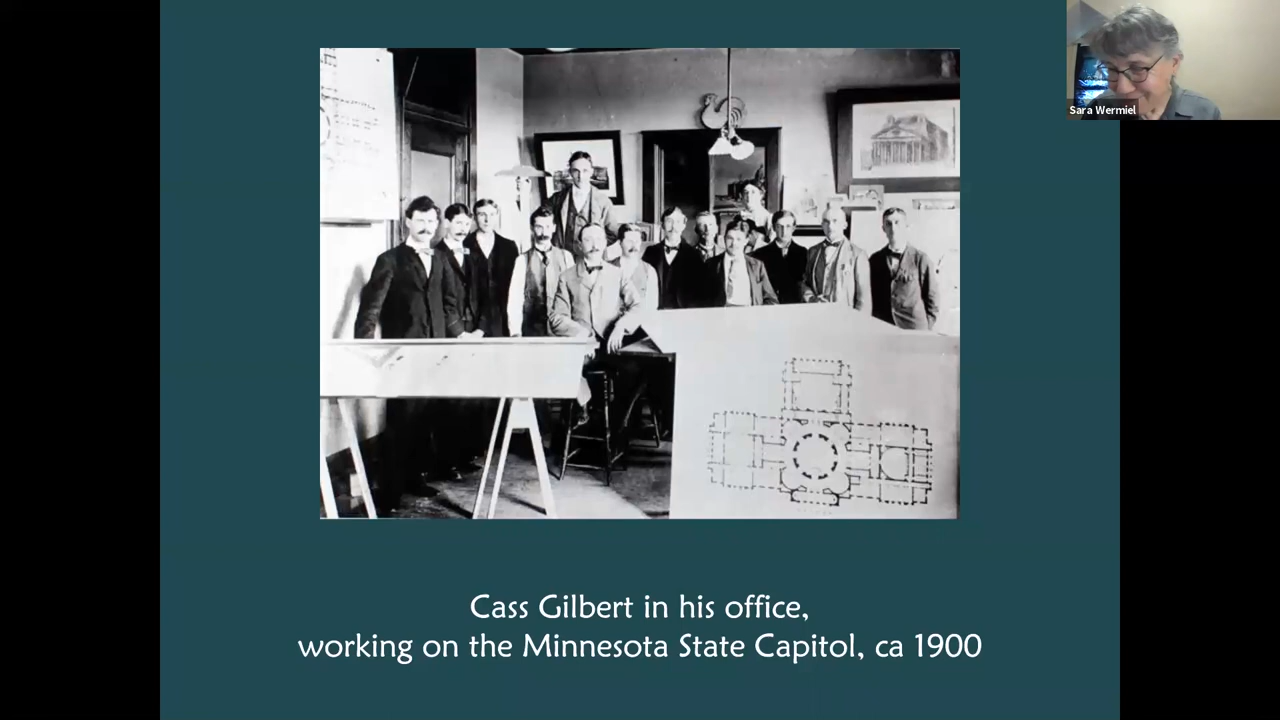 Sara Wermiel
Cass Gilbert in his office,
working on the Minnesota State Capitol, ca 1900